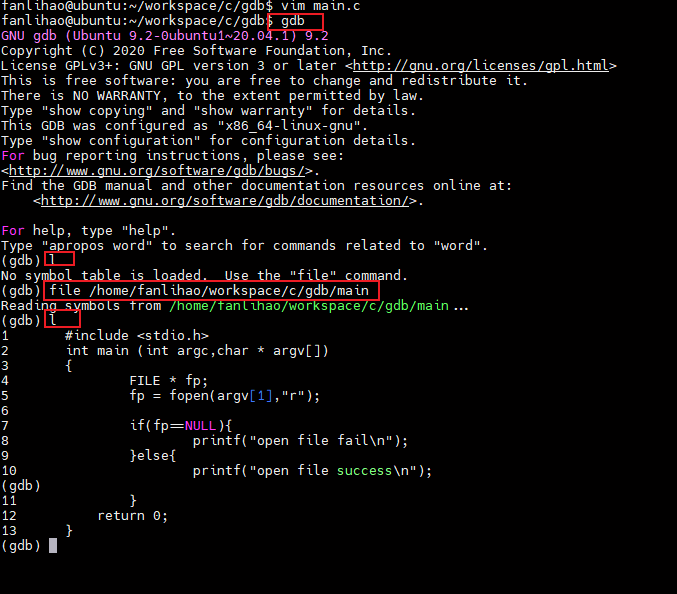 fanlihao@ubuntu:~/workspace/c/gdb$ vim main.c
fanlihao@ubuntu:~/workspace/c/gdb$ gdb
GNU gdb (Ubuntu 9.2-0ubuntu1~20.04.1) 9.2
Copyright (C) 2020 Free Software Foundation, Inc.
License GPLv3+: GNU GPL version 3 or later <http://gnu.org/licenses/gpl.html>
This is free software: you are free to change and redistribute it.
There is NO WARRANTY, to the extent permitted by law.
Type "show copying" and "show warranty" for details.
This GDB was configured as "x86_64-linux-gnu".
Type "show configuration" for configuration details.
For bug reporting instructions, please see:
<http://www.gnu.org/software/gdb/bugs/>.
Find the GDB manual and other documentation resources online at:
    <http://www.gnu.org/software/gdb/documentation/>.

For help, type "help".
Type "apropos word" to search for commands related to "word".
(gdb) l
No symbol table is loaded.  Use the "file" command.
(gdb) file /home/fanlihao/workspace/c/gdb/main
Reading symbols from /home/fanlihao/workspace/c/gdb/main...
(gdb) l
1       #include <stdio.h>
2       int main (int argc,char * argv[])
3       {
4               FILE * fp;
5               fp = fopen(argv[1],"r");
6
7               if(fp==NULL){
8                       printf("open file fail\n");
9               }else{
10                      printf("open file success\n");
(gdb)
11              }
12          return 0;
13      }
(gdb)